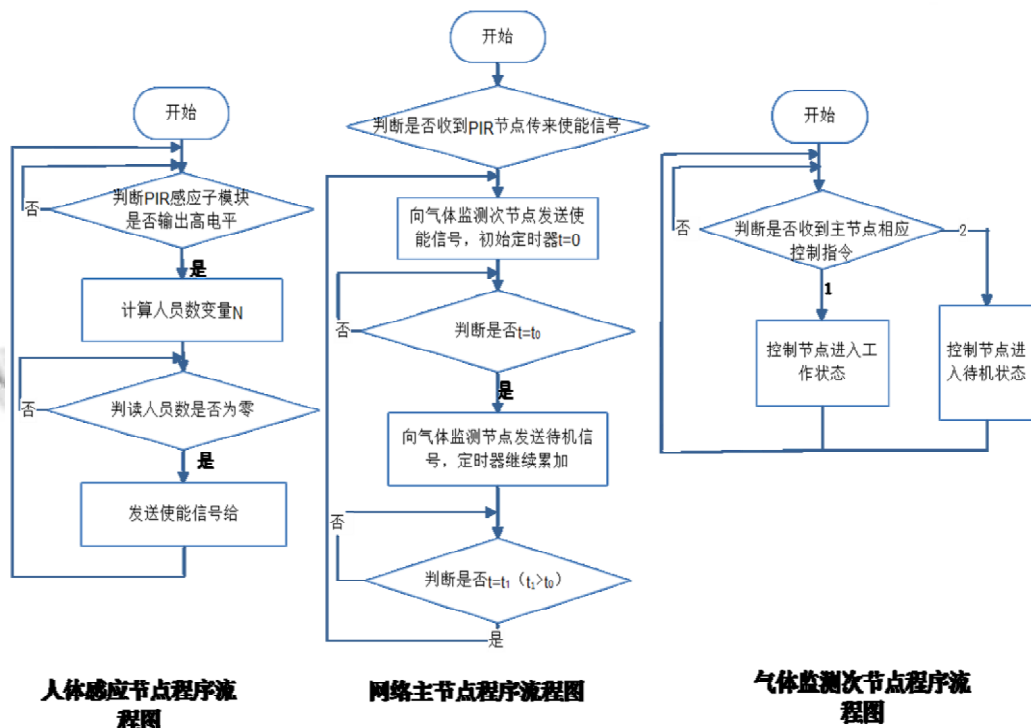 开始
判断PIR感应子模块
是否输出高电平
否
是
计算人员数变量N
判读人员数是否为零
否
是
发送使能信号给
人体感应节点程序流
程图
开始
判断是否收到PIR节点传来使能信号
向气体监测次节点发送使
能信号，初始定时器t=0
判断是否t=t₀
否
是
向气体监测节点发送待机信
号，定时器继续累加
否
判断是否t=t₁（t₁>t₀）
是
网络主节点程序流程图
开始
判断是否收到主节点相应
控制指令
否
2
1
控制节点进入工
作状态
控制节点进
入待机状态
气体监测次节点程序流
程图